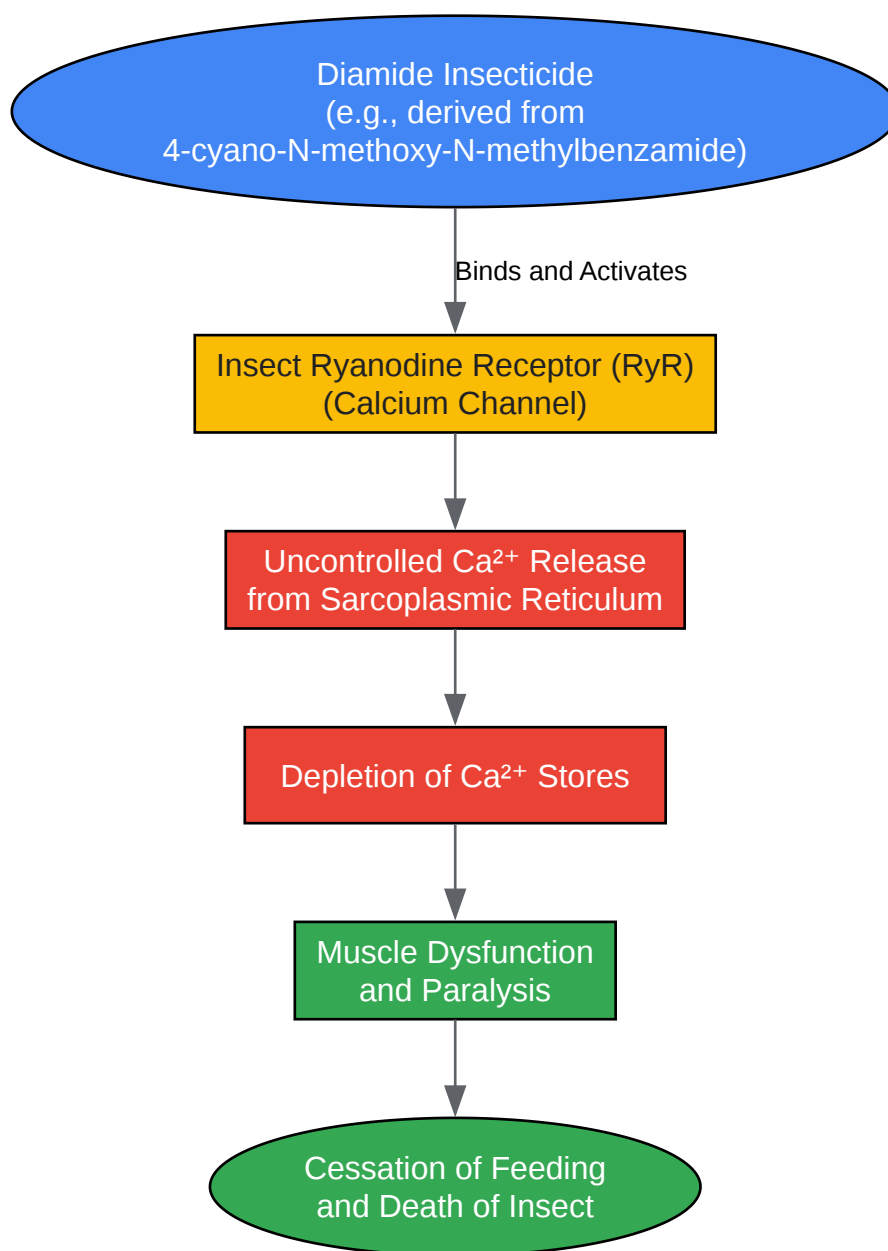 Diamide Insecticide
(e.g., derived from
4-cyano-N-methoxy-N-methylbenzamide)
Binds and Activates
Insect Ryanodine Receptor (RyR)
(Calcium Channel)
Uncontrolled Ca²⁺ Release
from Sarcoplasmic Reticulum
Depletion of Ca²⁺ Stores
Muscle Dysfunction
and Paralysis
Cessation of Feeding
and Death of Insect